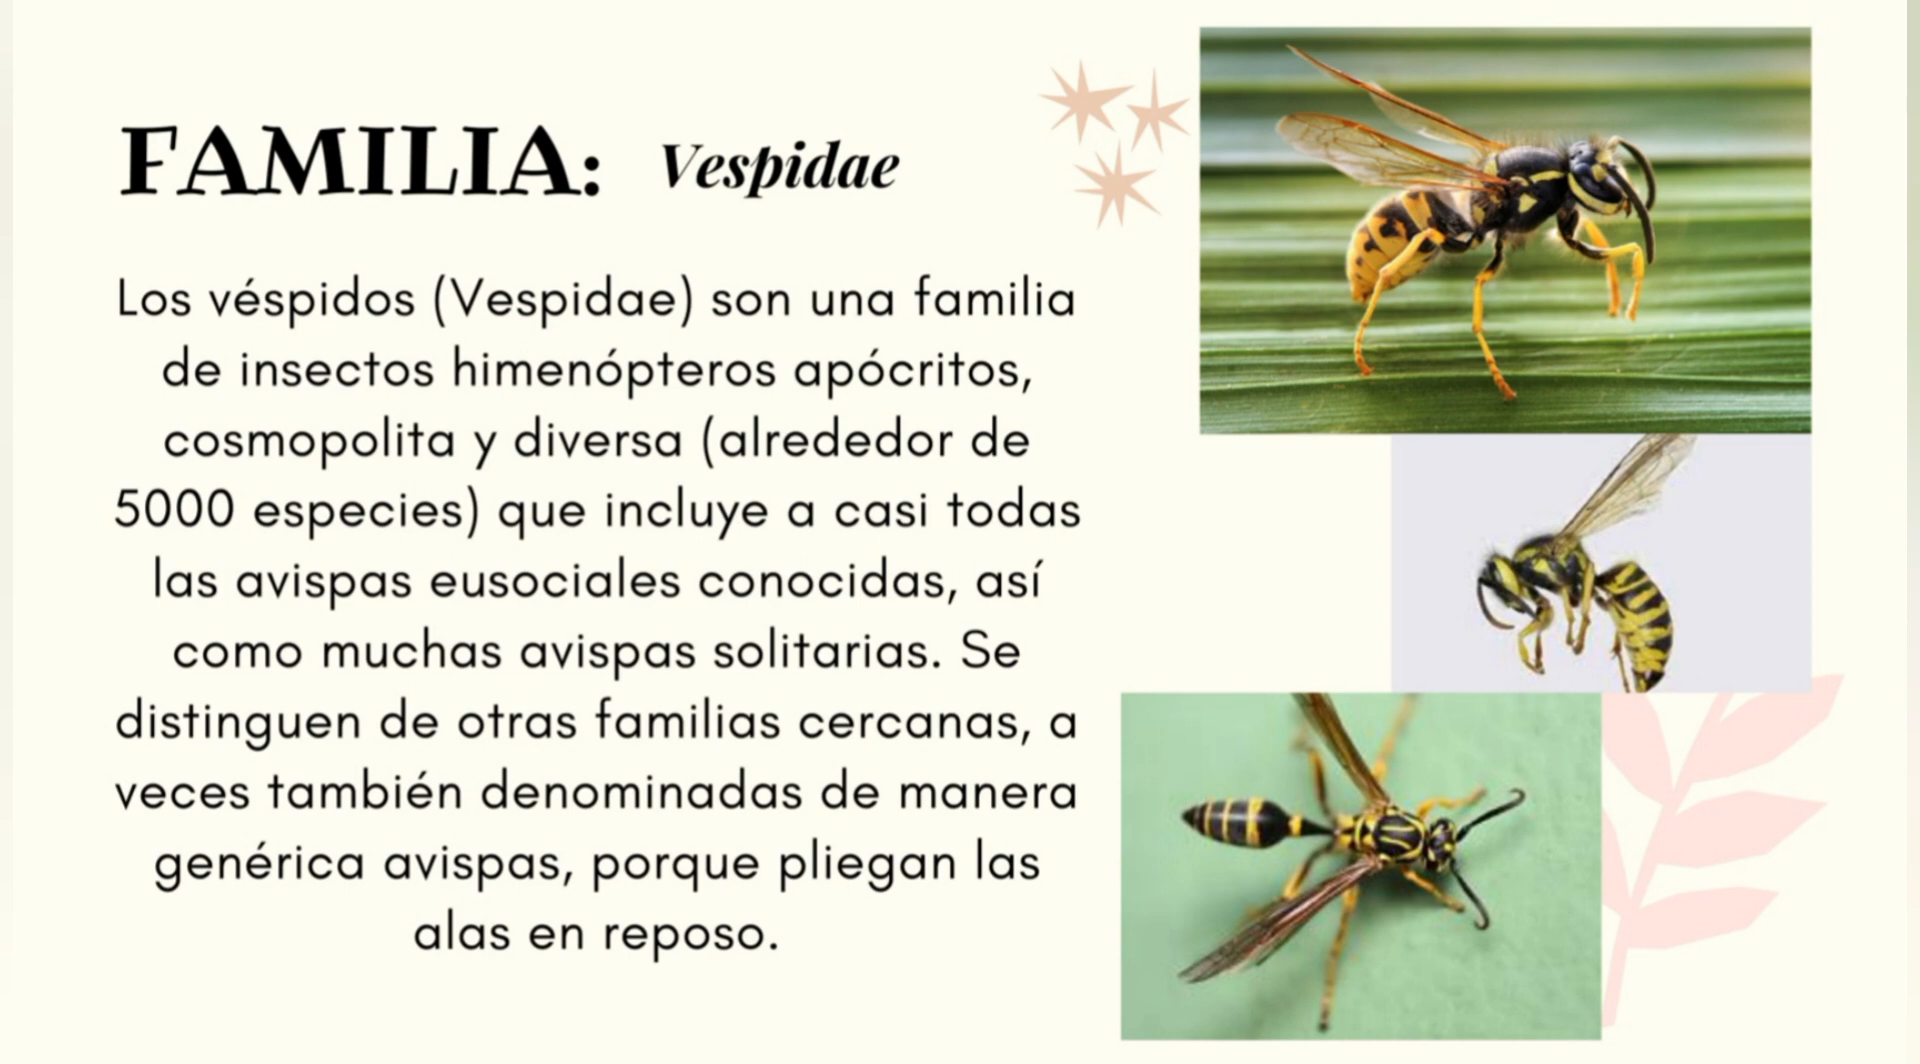 FAMILIA: Vespidae
Los véspidos (Vespidae) son una familia
de insectos himenópteros apócritos,
cosmopolita y diversa (alrededor de
5000 especies) que incluye a casi todas
las avispas eusociales conocidas, así
como muchas avispas solitarias. Se
distinguen de otras familias cercanas, a
veces también denominadas de manera
genérica avispas, porque pliegan las
alas en reposo.